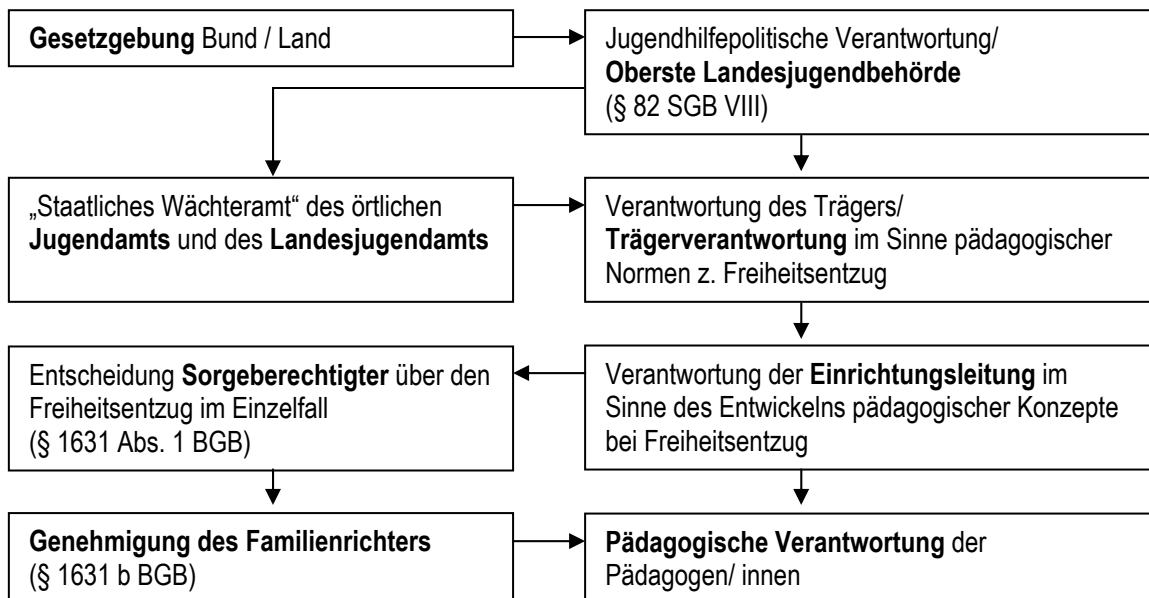 Gesetzgebung Bund / Land
Jugendhilfepolitische Verantwortung/
Oberste Landesjugendbehörde
(§ 82 SGB VIII)
„Staatliches Wächteramt“ des örtlichen
Jugendamts und des Landesjugendamts
Verantwortung des Trägers/
Trägerverantwortung im Sinne pädagogischer
Normen z. Freiheitsentzug
Entscheidung Sorgeberechtigter über den
Freiheitsentzug im Einzelfall
(§ 1631 Abs. 1 BGB)
Verantwortung der Einrichtungsleitung im
Sinne des Entwickelns pädagogischer Konzepte
bei Freiheitsentzug
Genehmigung des Familienrichters
(§ 1631 b BGB)
Pädagogische Verantwortung der
Pädagogen/ innen